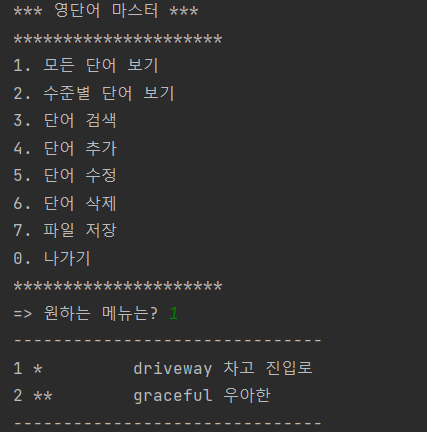 *** 영단어 마스터 ***
*********************
1. 모든 단어 보기
2. 수준별 단어 보기
3. 단어 검색
4. 단어 추가
5. 단어 수정
6. 단어 삭제
7. 파일 저장
0. 나가기
*********************
=> 원하는 메뉴는? 1
-------------------------------
1 *         driveway 차고 진입로
2 **        graceful 우아한
-------------------------------